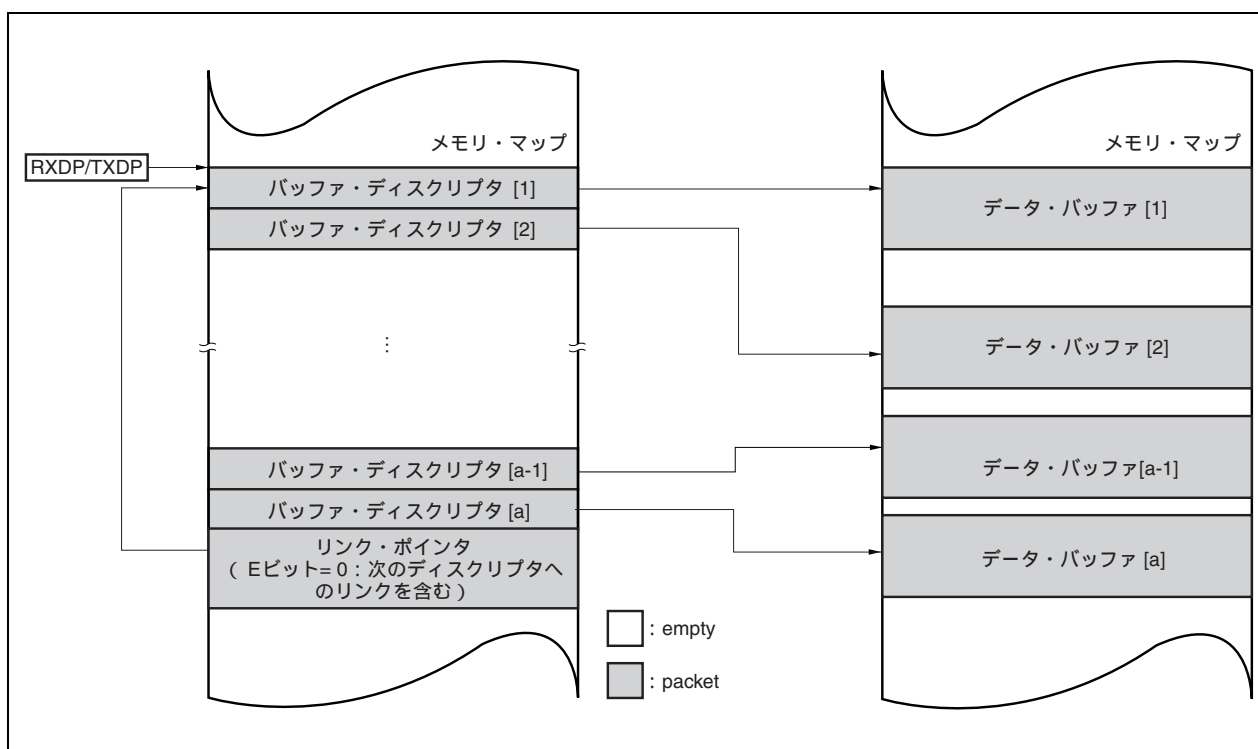 メモリ・マップ
メモリ・マップ
RXDP/TXDP
バッファ・ディスクリプタ [1]
データ・バッファ [1]
バッファ・ディスクリプタ [2]
⋮
データ・バッファ [2]
バッファ・ディスクリプタ [a-1]
データ・バッファ[a-1]
バッファ・ディスクリプタ [a]
リンク・ポインタ
( Eビット= 0 : 次のディスクリプタへ
のリンクを含む )
データ・バッファ [a]
: empty
: packet